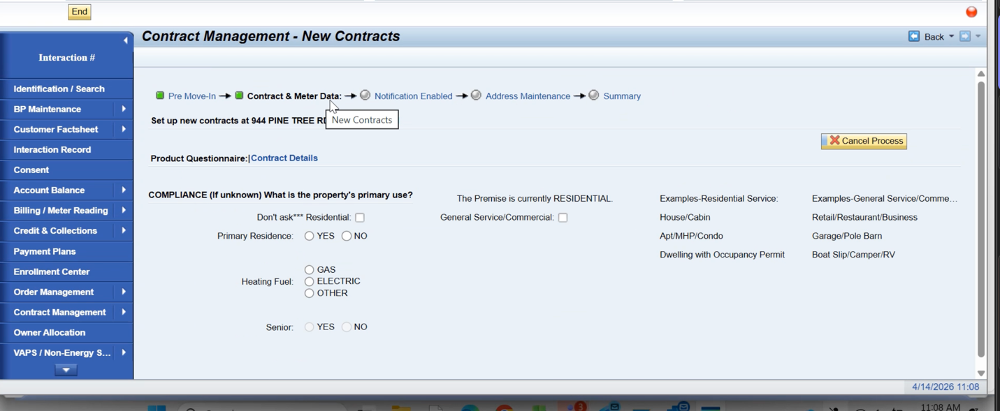 End
Contract Management - New Contracts
Back
Interaction #
Identification / Search
BP Maintenance
Customer Factsheet
Interaction Record
Consent
Account Balance
Billing / Meter Reading
Credit & Collections
Payment Plans
Enrollment Center
Order Management
Contract Management
Owner Allocation
VAPS / Non-Energy S...
Pre Move-In Contract & Meter Data: Notification Enabled Address Maintenance Summary
Set up new contracts at 944 PINE TREE
New Contracts
Cancel Process
Product Questionnaire:|Contract Details
COMPLIANCE (If unknown) What is the property's primary use?
Don't ask*** Residential:
Primary Residence: YES NO
Heating Fuel:
GAS
ELECTRIC
OTHER
Senior: YES NO
The Premise is currently RESIDENTIAL.
General Service/Commercial:
Examples-Residential Service:
House/Cabin
Apt/MHP/Condo
Dwelling with Occupancy Permit
Examples-General Service/Comme...
Retail/Restaurant/Business
Garage/Pole Barn
Boat Slip/Camper/RV
4/14/2026 11:08
3
11:08 AM